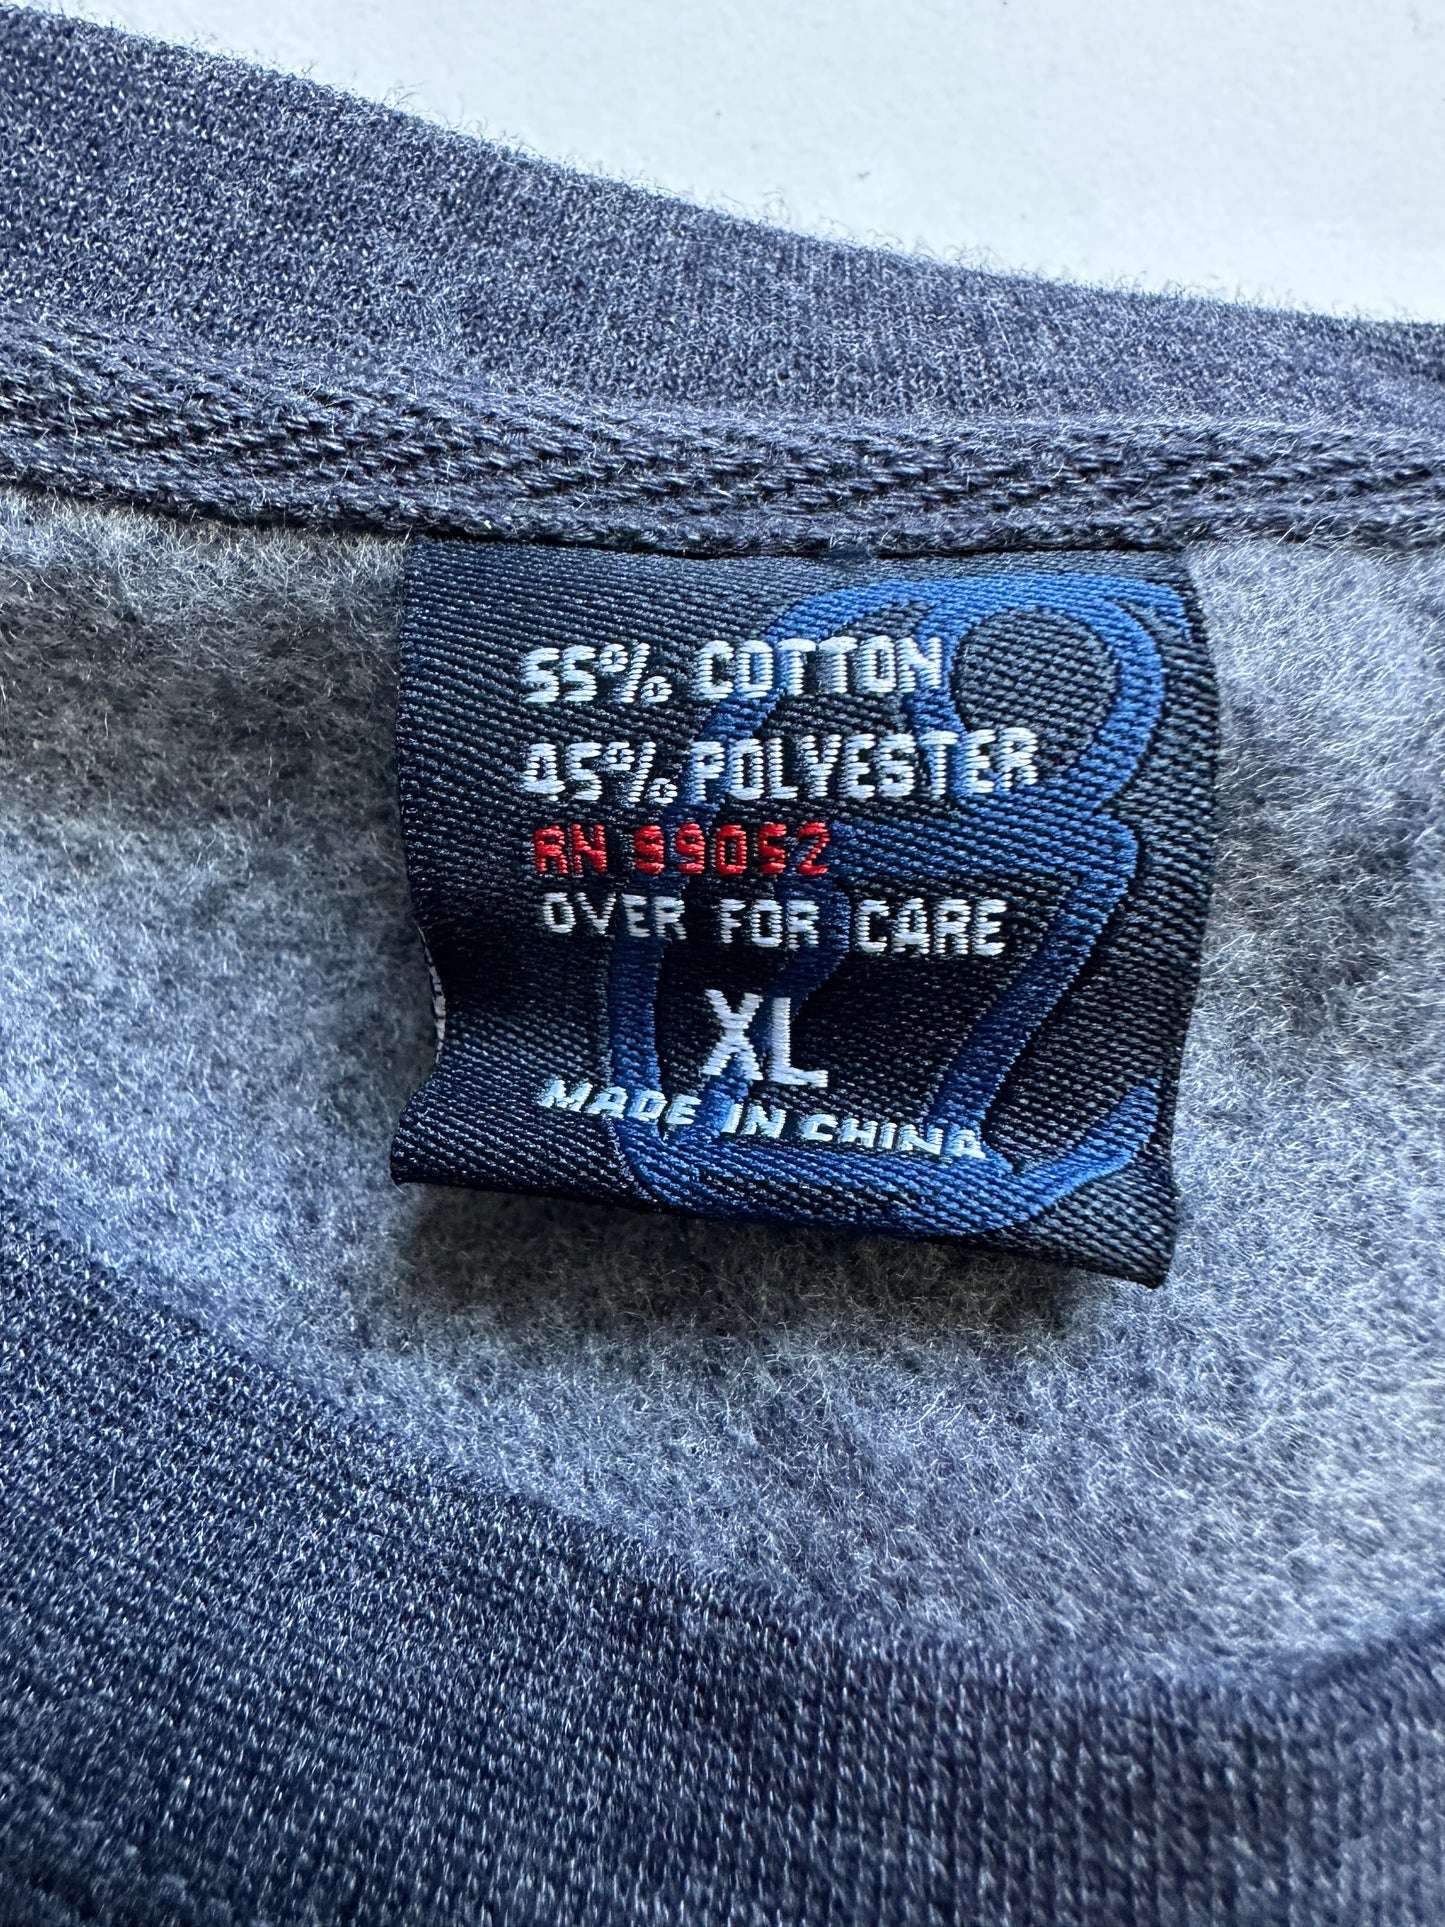 55% COTTON
45% POLYESTER
RN 99052
OVER FOR CARE
XL
MADE IN CHINA